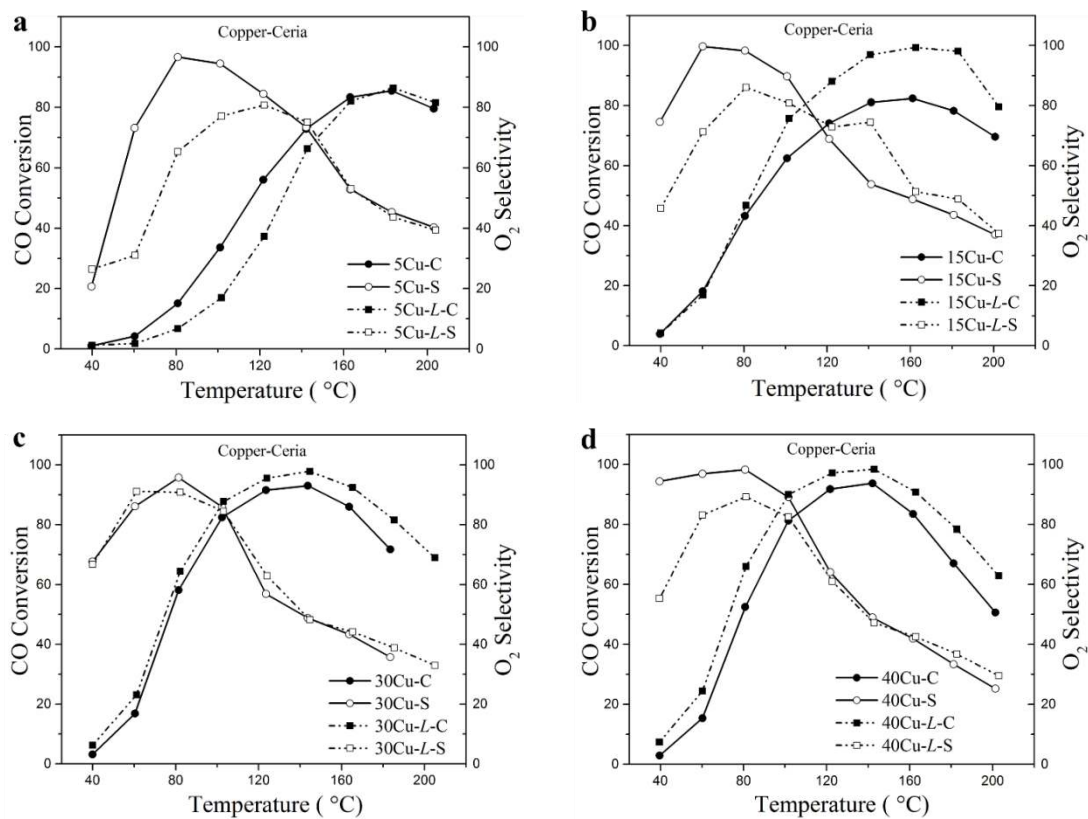 a
Copper-Ceria
100
80
60
40
20
0
CO Conversion
100
80
60
40
20
0
O2 Selectivity
5Cu-C
5Cu-S
5Cu-L-C
5Cu-L-S
40 80 120 160 200
Temperature ( °C)
b
Copper-Ceria
100
80
60
40
20
0
CO Conversion
100
80
60
40
20
0
O2 Selectivity
15Cu-C
15Cu-S
15Cu-L-C
15Cu-L-S
40 80 120 160 200
Temperature ( °C)
c
Copper-Ceria
100
80
60
40
20
0
CO Conversion
100
80
60
40
20
0
O2 Selectivity
30Cu-C
30Cu-S
30Cu-L-C
30Cu-L-S
40 80 120 160 200
Temperature ( °C)
d
Copper-Ceria
100
80
60
40
20
0
CO Conversion
100
80
60
40
20
0
O2 Selectivity
40Cu-C
40Cu-S
40Cu-L-C
40Cu-L-S
40 80 120 160 200
Temperature ( °C)